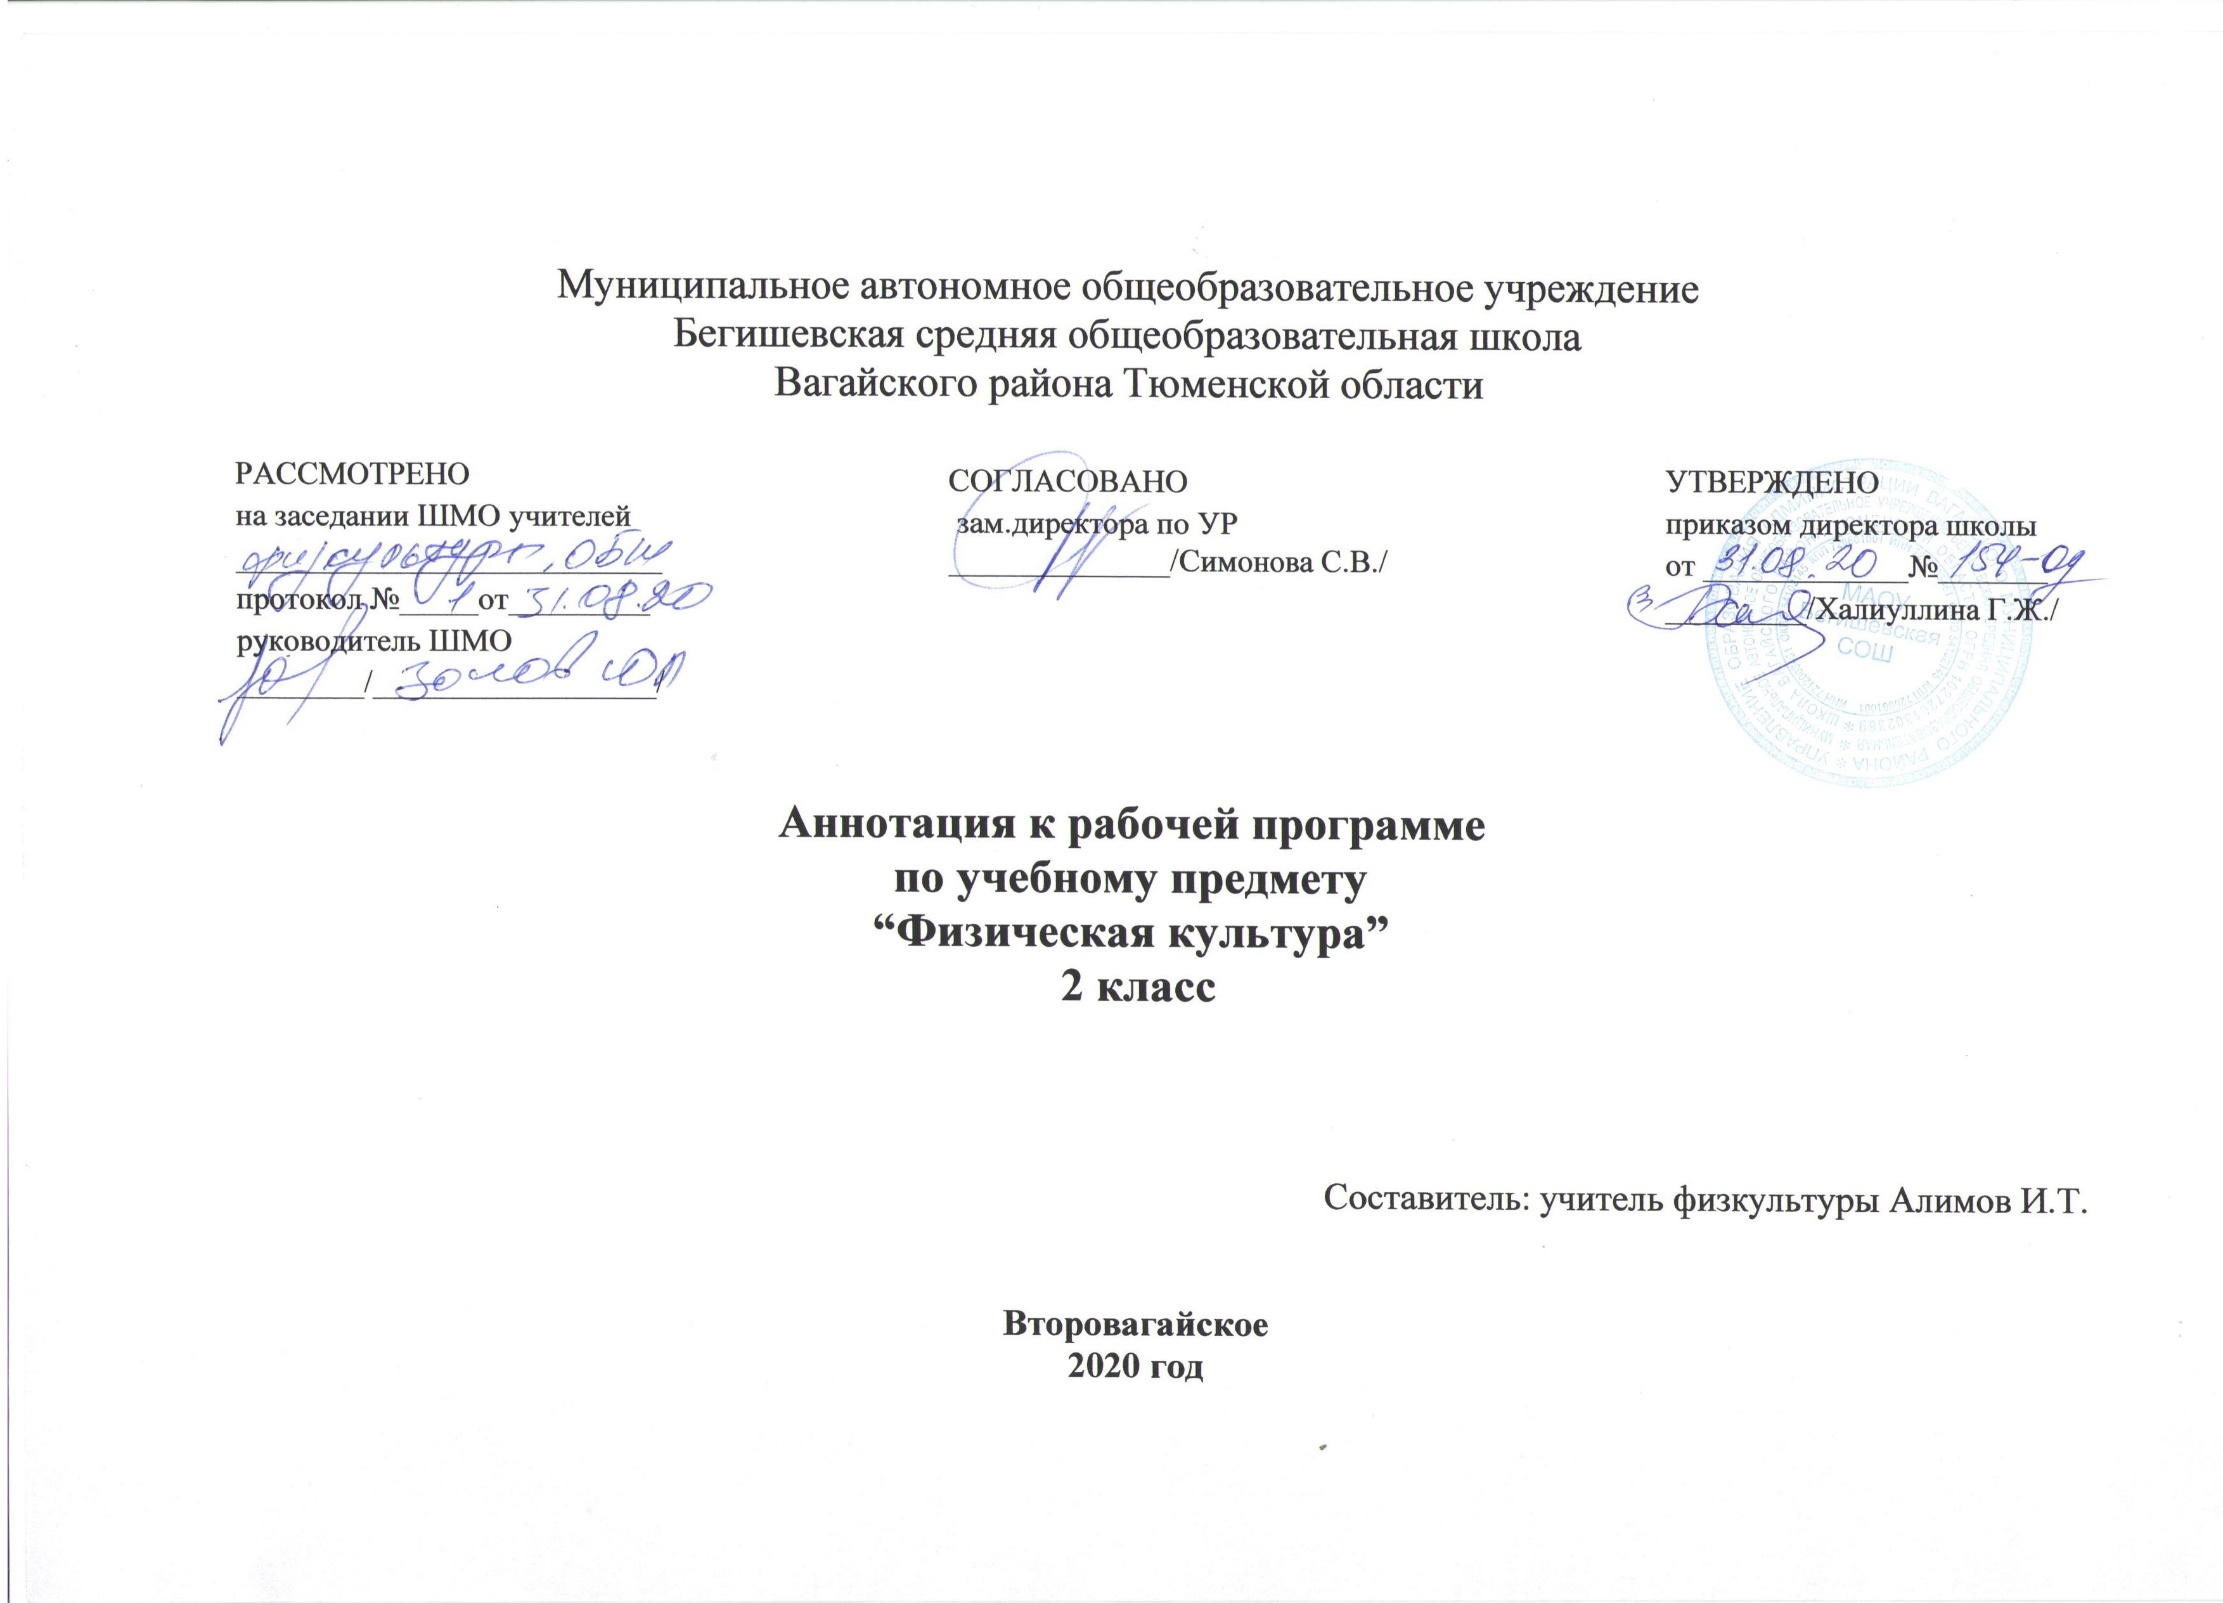 Муниципальное автономное общеобразовательное учреждение
Бегишевская средняя общеобразовательная школа
Вагайского района Тюменской области
РАССМОТРЕНО
на заседании ШМО учителей
физкультуры, ОБЖ
протокол № 1 от 31.08.20
руководитель ШМО
/
СОГЛАСОВАНО
зам.директора по УР
/Симонова С.В./
УТВЕРЖДЕНО
приказом директора школы
от 31.08.20 № 154-од
/Халиуллина Г.Ж./
МАОУ
Бегишевская
СОШ
Аннотация к рабочей программе
по учебному предмету
“Физическая культура”
2 класс
Составитель: учитель физкультуры Алимов И.Т.
Второвагайское
2020 год